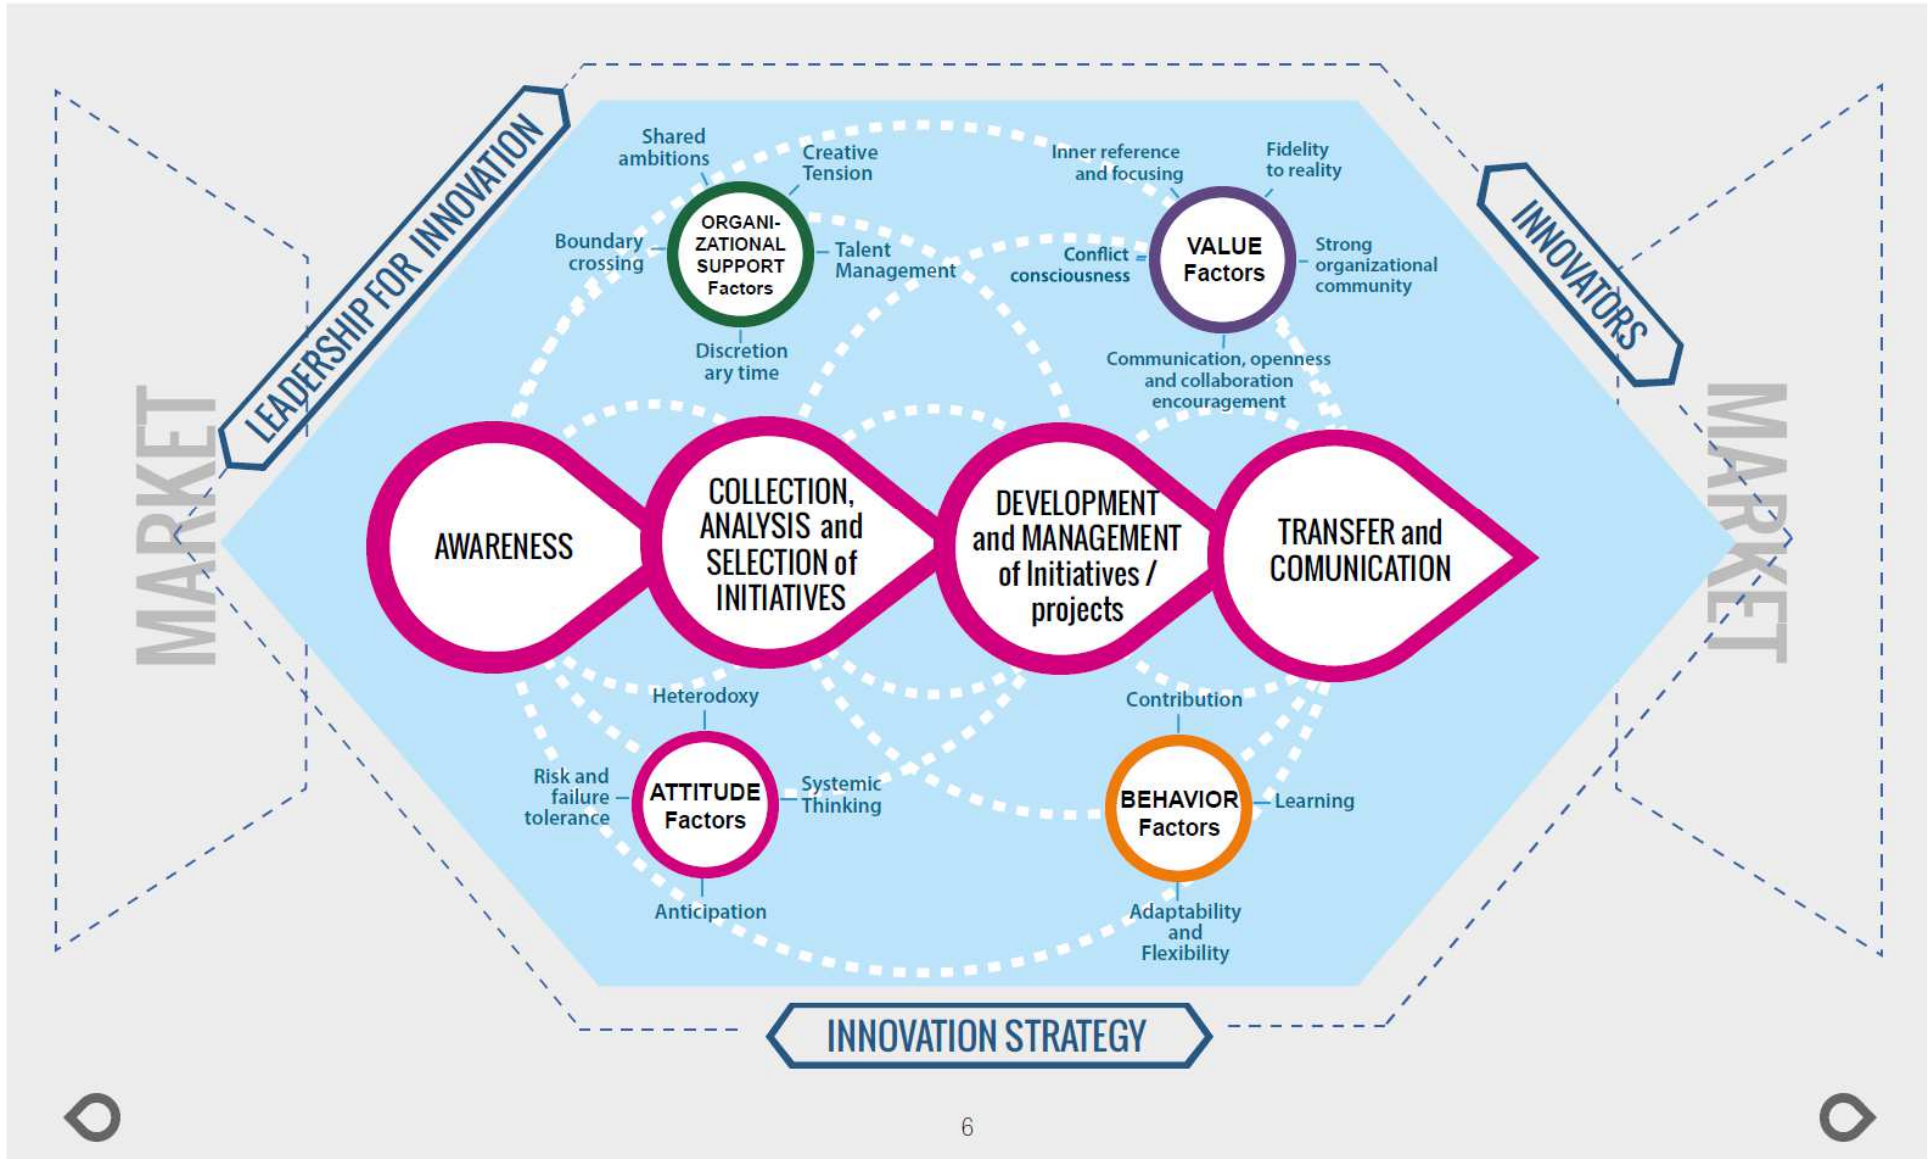 MARKET
LEADERSHIP FOR INNOVATION
Shared
ambitions
Creative
Tension
Boundary
crossing
ORGANI-
ZATIONAL
SUPPORT
Factors
Talent
Management
Discretion
ary time
Inner reference
and focusing
Fidelity
to reality
Conflict
consciousness
VALUE
Factors
Strong
organizational
community
Communication, openness
and collaboration
encouragement
INNOVATORS
MARKET
AWARENESS
COLLECTION,
ANALYSIS and
SELECTION of
INITIATIVES
DEVELOPMENT
and MANAGEMENT
of Initiatives /
projects
TRANSFER and
COMUNICATION
Heterodoxy
Risk and
failure
tolerance
ATTITUDE
Factors
Systemic
Thinking
Anticipation
Contribution
BEHAVIOR
Factors
Learning
Adaptability
and
Flexibility
INNOVATION STRATEGY
6